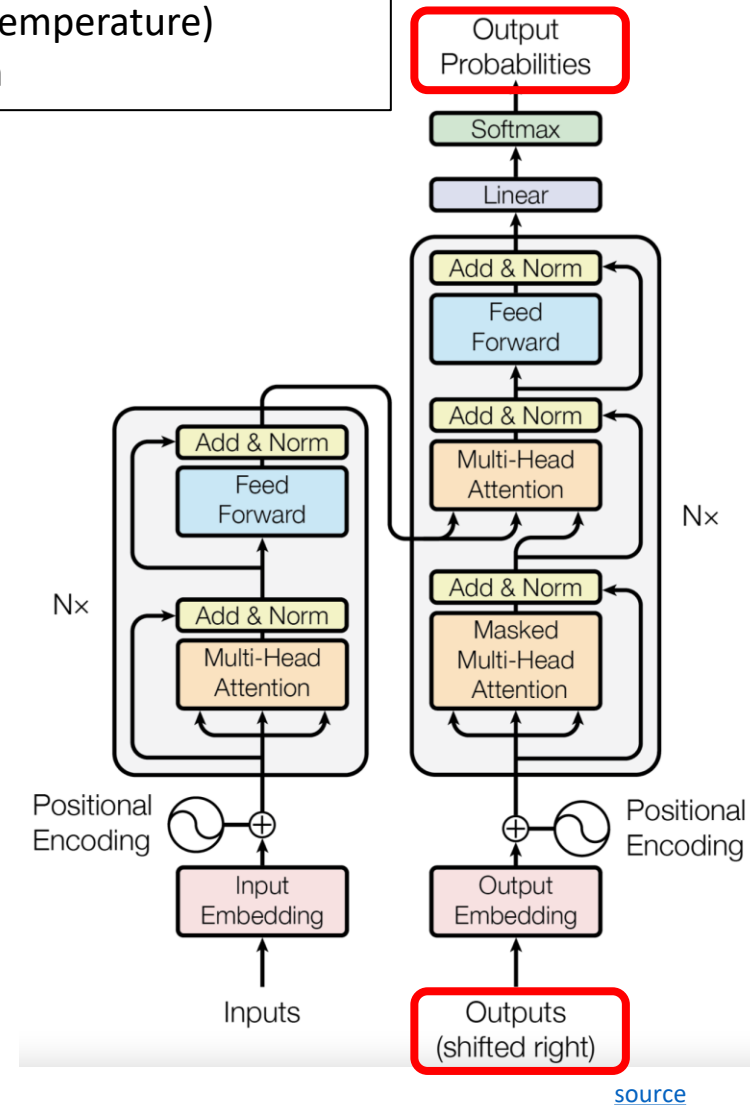 emperature)
Output
Probabilities
Softmax
Linear
Add & Norm
Feed
Forward
Add & Norm
Multi-Head
Attention
Nx
Add & Norm
Masked
Multi-Head
Attention
Add & Norm
Feed
Forward
Nx
Add & Norm
Multi-Head
Attention
Positional
Encoding
Positional
Encoding
Input
Embedding
Output
Embedding
Inputs
Outputs
(shifted right)
source